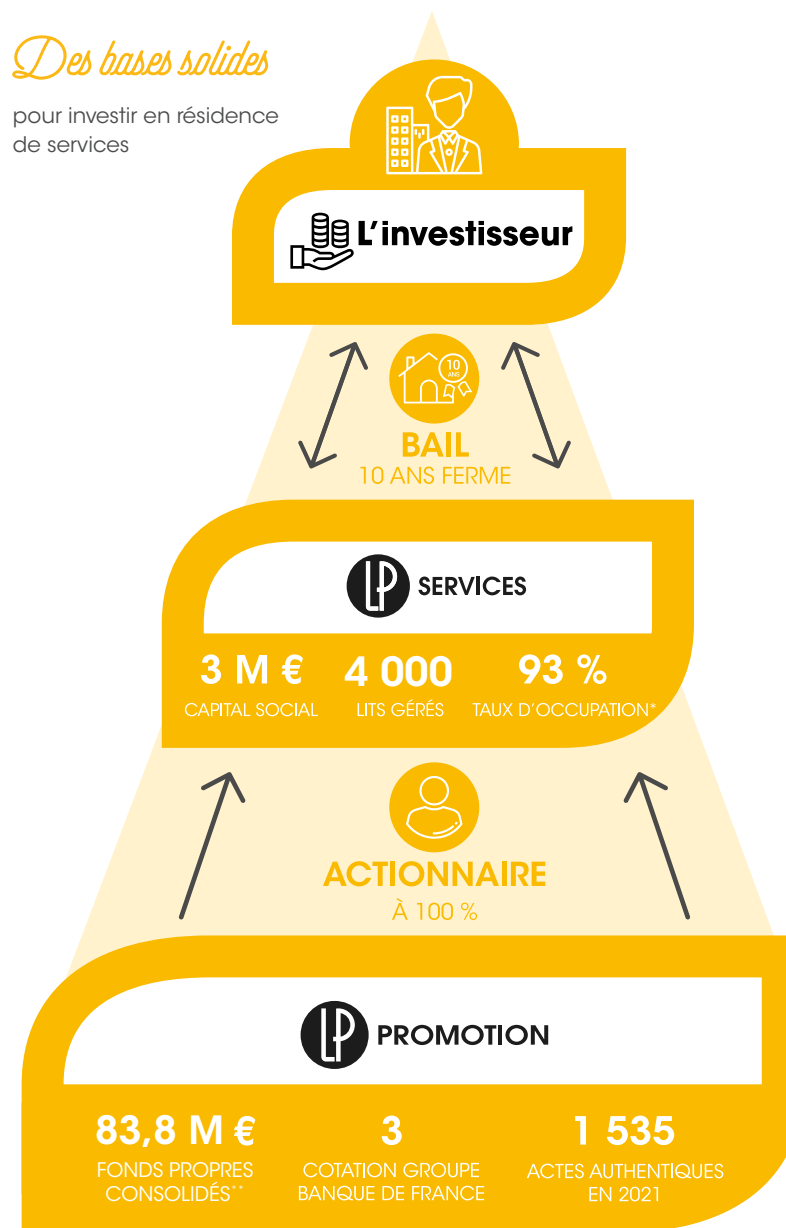 Des bases solides
pour investir en résidence
de services
L'investisseur
10
ANS
BAIL
10 ANS FERME
LP SERVICES
3 M € 4 000 93 %
CAPITAL SOCIAL LITS GÉRÉS TAUX D'OCCUPATION*
ACTIONNAIRE
À 100 %
LP PROMOTION
83,8 M € 3 1 535
FONDS PROPRES COTATION GROUPE ACTES AUTHENTIQUES
CONSOLIDÉS** BANQUE DE FRANCE EN 2021